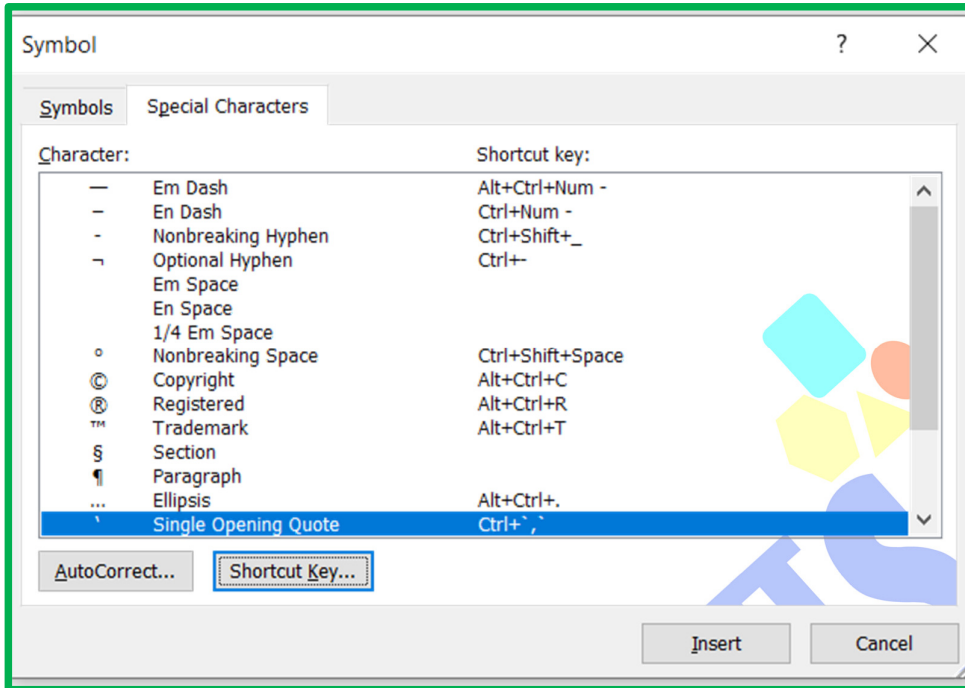 Symbol ? ×
Symbols Special Characters
Character: Shortcut key:
— Em Dash Alt+Ctrl+Num -
– En Dash Ctrl+Num -
- Nonbreaking Hyphen Ctrl+Shift+_
¬ Optional Hyphen Ctrl+-
Em Space
En Space
1/4 Em Space
° Nonbreaking Space Ctrl+Shift+Space
© Copyright Alt+Ctrl+C
® Registered Alt+Ctrl+R
™ Trademark Alt+Ctrl+T
§ Section
¶ Paragraph
… Ellipsis Alt+Ctrl+.
‛ Single Opening Quote Ctrl+`,`
AutoCorrect... Shortcut Key...
Insert Cancel